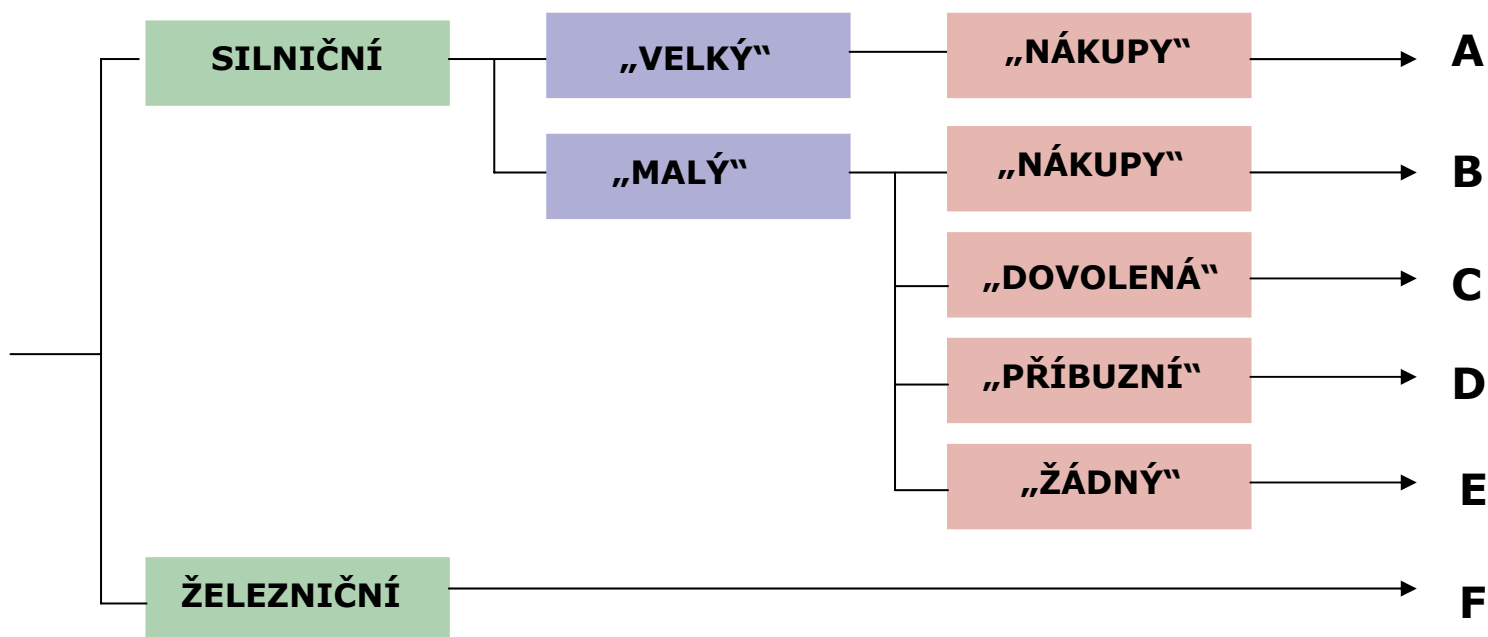 SILNIČNÍ „VELKÝ“ „NÁKUPY“ A
„MALÝ“ „NÁKUPY“ B
„DOVOLENÁ“ C
„PŘÍBUZNÍ“ D
„ŽÁDNÝ“ E
ŽELEZNIČNÍ F